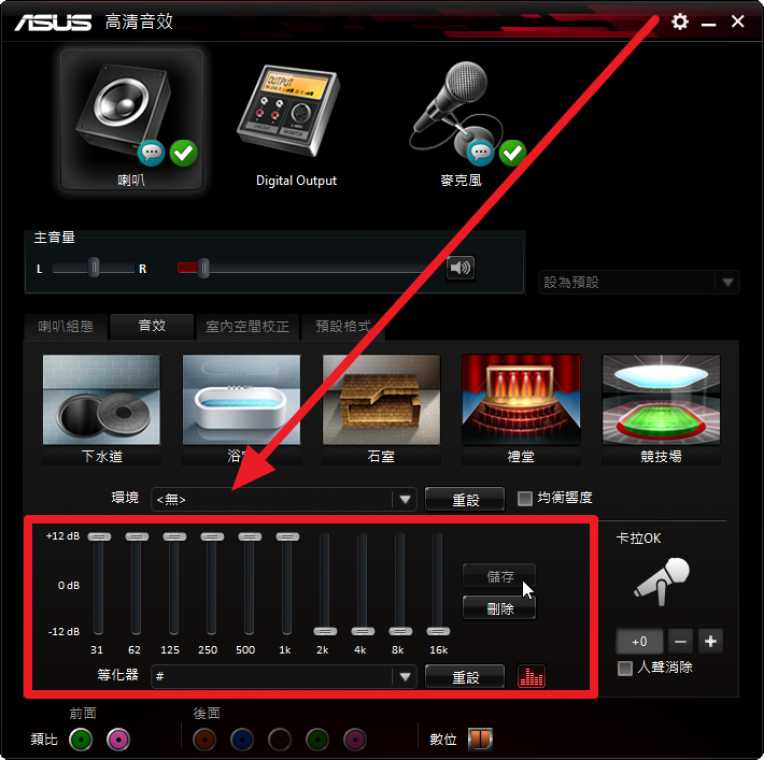 ASUS 高清音效
OUTPUT
喇叭
Digital Output
麥克風
主音量
L R
設為預設
喇叭組態 音效 室內空間校正 預設格式
下水道 浴室 石室 禮堂 競技場
環境 <無> 重設 均衡響度
+12 dB
0 dB
-12 dB
31 62 125 250 500 1k 2k 4k 8k 16k
儲存
刪除
等化器 # 重設
卡拉OK
+0 − +
人聲消除
前面 後面
類比 數位